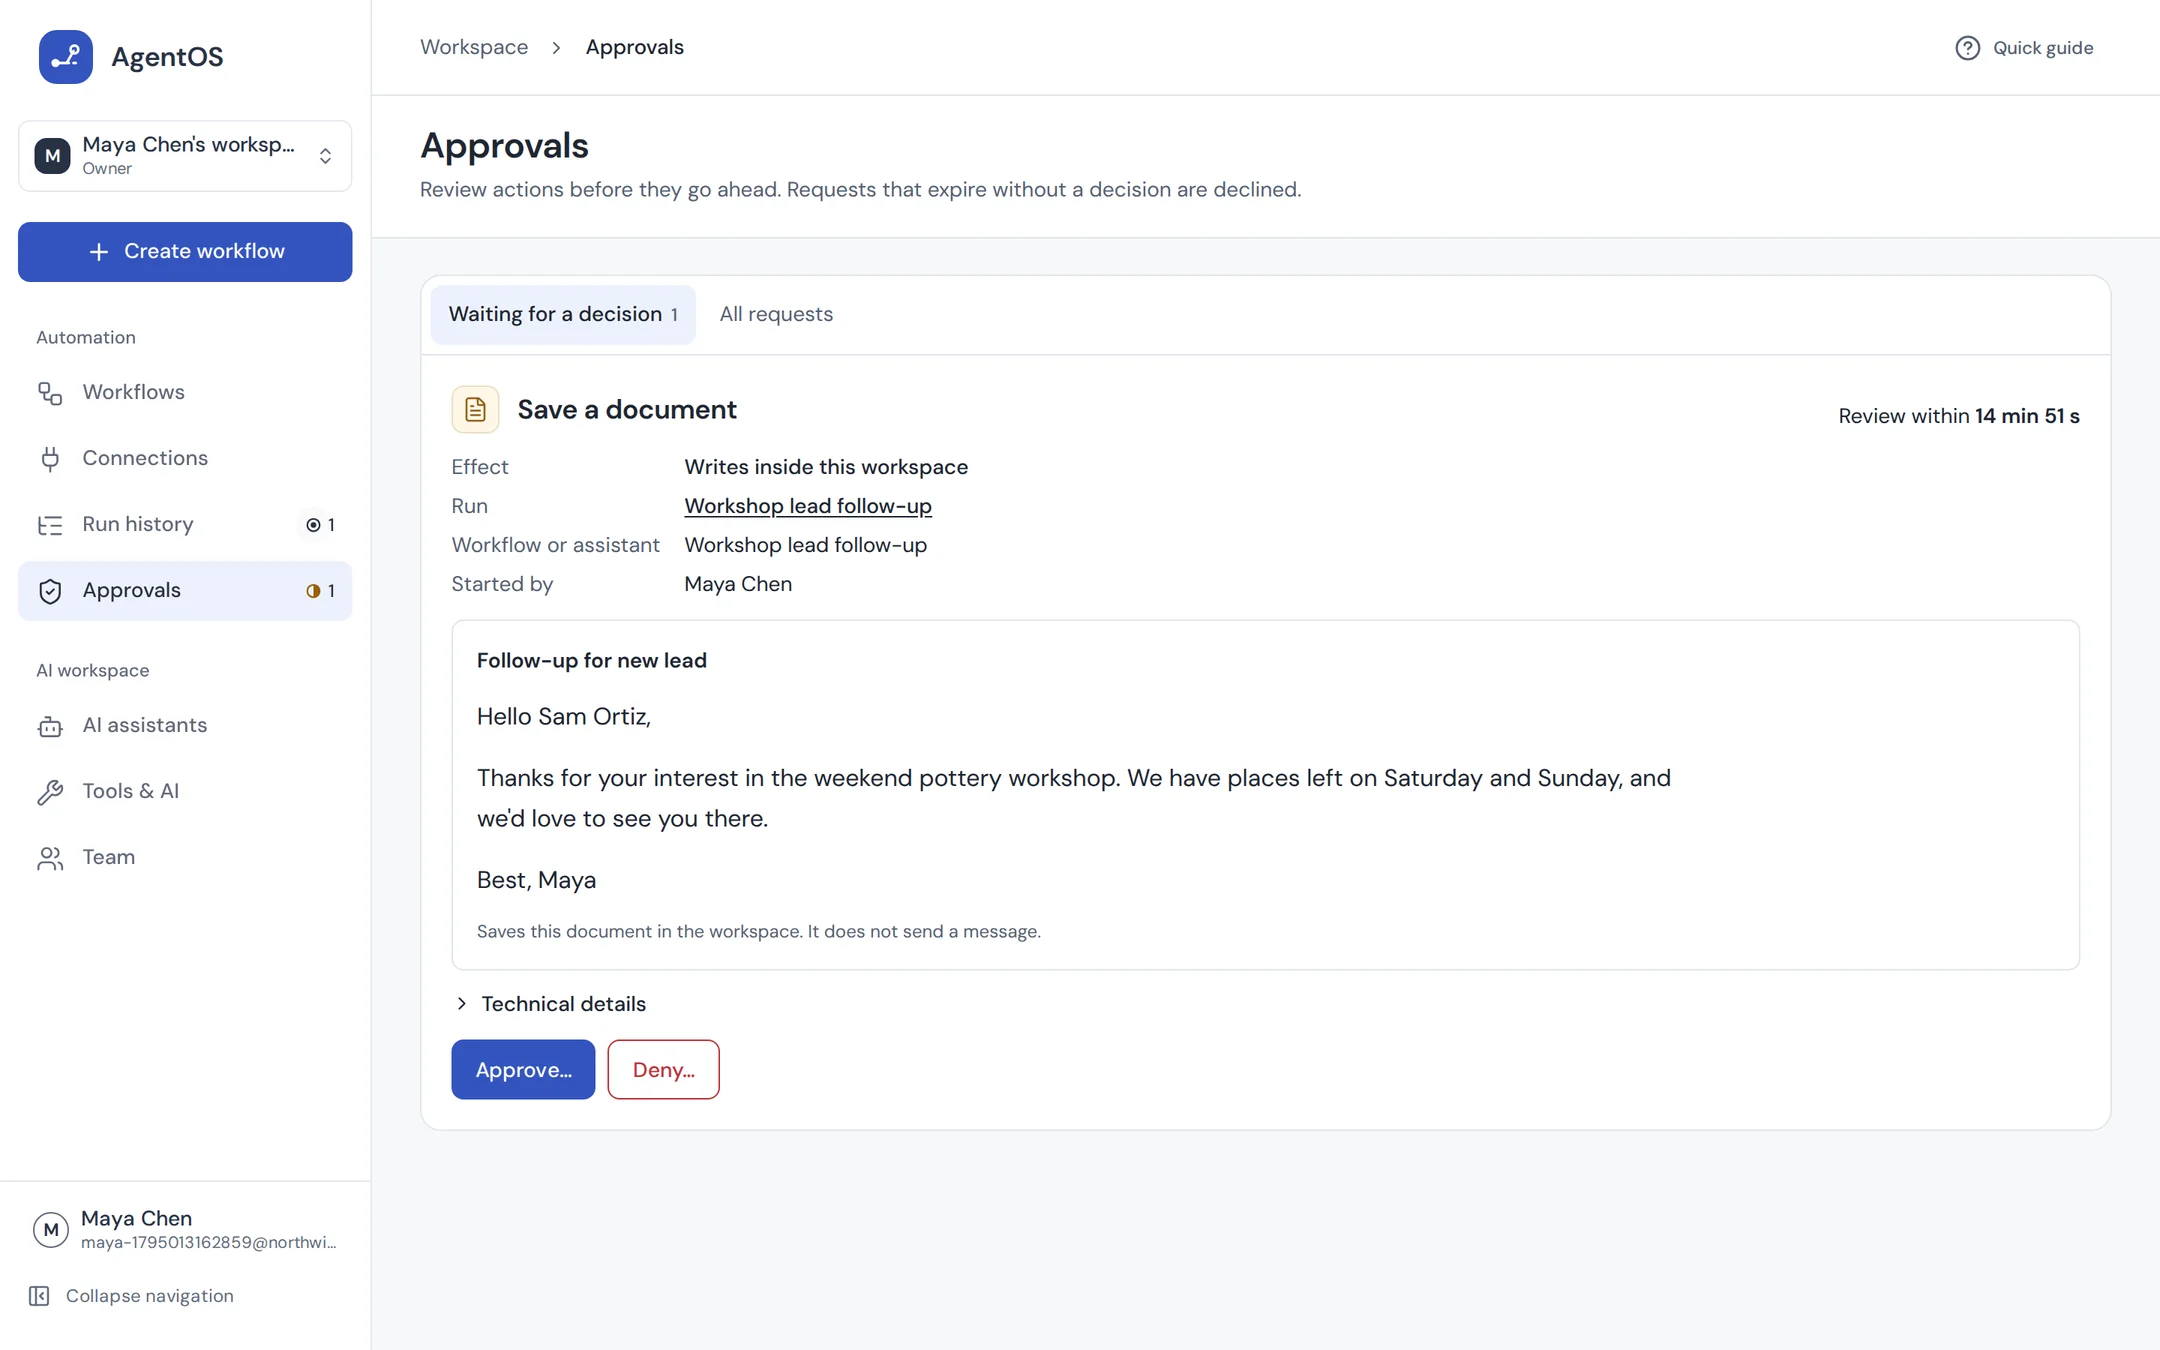 AgentOS
M
Maya Chen's worksp...
Owner
Create workflow
Automation
Workflows
Connections
Run history
1
Approvals
1
AI workspace
AI assistants
Tools & AI
Team
M
Maya Chen
maya-1795013162859@northwi...
Collapse navigation
Workspace
Approvals
Quick guide
Approvals
Review actions before they go ahead. Requests that expire without a decision are declined.
Waiting for a decision 1
All requests
Save a document
Review within 14 min 51 s
Effect
Writes inside this workspace
Run
Workshop lead follow-up
Workflow or assistant
Workshop lead follow-up
Started by
Maya Chen
Follow-up for new lead
Hello Sam Ortiz,
Thanks for your interest in the weekend pottery workshop. We have places left on Saturday and Sunday, and
we'd love to see you there.
Best, Maya
Saves this document in the workspace. It does not send a message.
Technical details
Approve...
Deny...